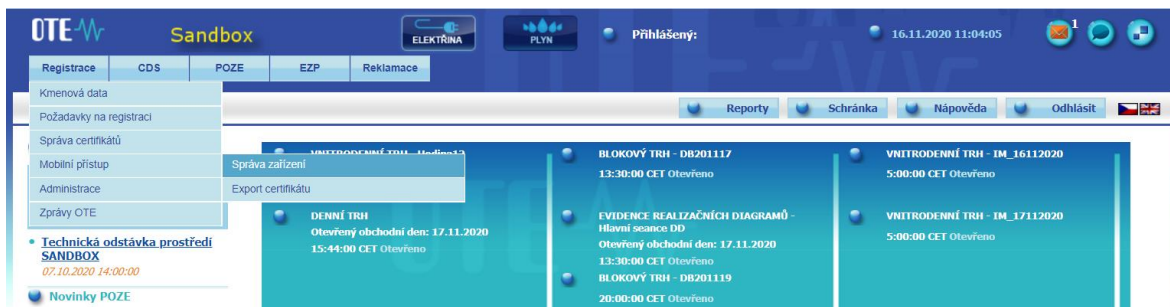 OTE
Sandbox
ELEKTŘINA
PLYN
Přihlášený:
16.11.2020 11:04:05
1
Registrace
CDS
POZE
EZP
Reklamace
Kmenová data
Požadavky na registraci
Správa certifikátů
Mobilní přístup
Administrace
Zprávy OTE
Správa zařízení
Export certifikátu
Reporty
Schránka
Nápověda
Odhlásit
Technická odstávka prostředí
SANDBOX
07.10.2020 14:00:00
Novinky POZE
DENNÍ TRH
Otevřený obchodní den: 17.11.2020
15:44:00 CET Otevřeno
BLOKOVÝ TRH - DB201117
13:30:00 CET Otevřeno
EVIDENCE REALIZAČNÍCH DIAGRAMŮ -
Hlavní seance DD
Otevřený obchodní den: 17.11.2020
13:30:00 CET Otevřeno
BLOKOVÝ TRH - DB201119
20:00:00 CET Otevřeno
VNITRODENNÍ TRH - IM_16112020
5:00:00 CET Otevřeno
VNITRODENNÍ TRH - IM_17112020
5:00:00 CET Otevřeno